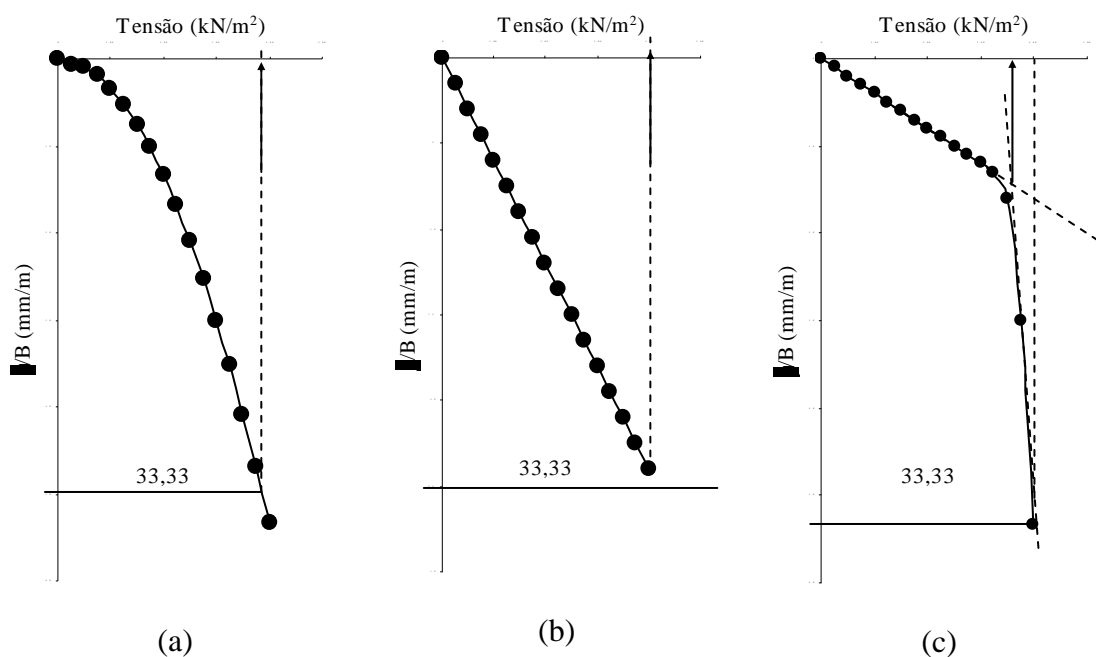 Tensão (kN/m²)
/B (mm/m)
33,33
(a)
Tensão (kN/m²)
/B (mm/m)
33,33
(b)
Tensão (kN/m²)
/B (mm/m)
33,33
(c)